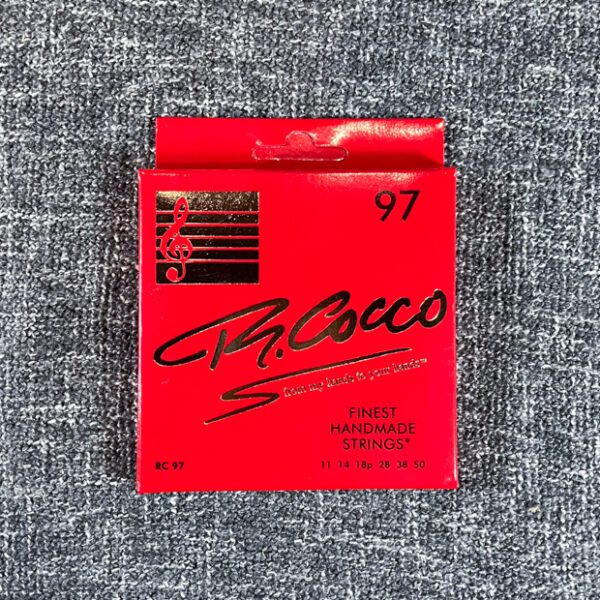 97
R. Cocco
from my hands to your hands™
FINEST
HANDMADE
STRINGS®
RC 97
11 14 18p 28 38 50